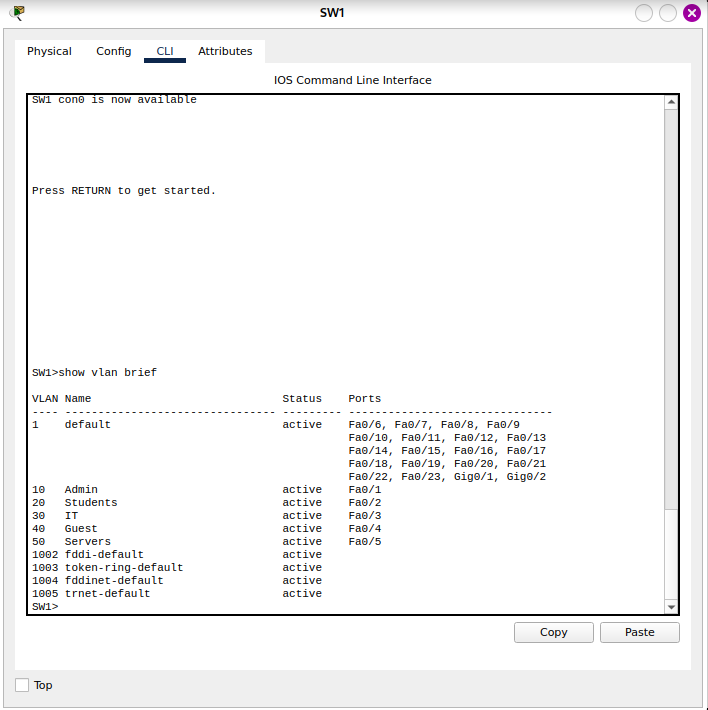 SW1
Physical Config CLI Attributes
IOS Command Line Interface
SW1 con0 is now available
Press RETURN to get started.
SW1>show vlan brief
VLAN Name                             Status    Ports
---- -------------------------------- --------- -------------------------------
1    default                          active    Fa0/6, Fa0/7, Fa0/8, Fa0/9
                                                Fa0/10, Fa0/11, Fa0/12, Fa0/13
                                                Fa0/14, Fa0/15, Fa0/16, Fa0/17
                                                Fa0/18, Fa0/19, Fa0/20, Fa0/21
                                                Fa0/22, Fa0/23, Gig0/1, Gig0/2
10   Admin                            active    Fa0/1
20   Students                         active    Fa0/2
30   IT                               active    Fa0/3
40   Guest                            active    Fa0/4
50   Servers                          active    Fa0/5
1002 fddi-default                     active
1003 token-ring-default               active
1004 fddinet-default                  active
1005 trnet-default                    active
SW1>
Copy Paste
Top